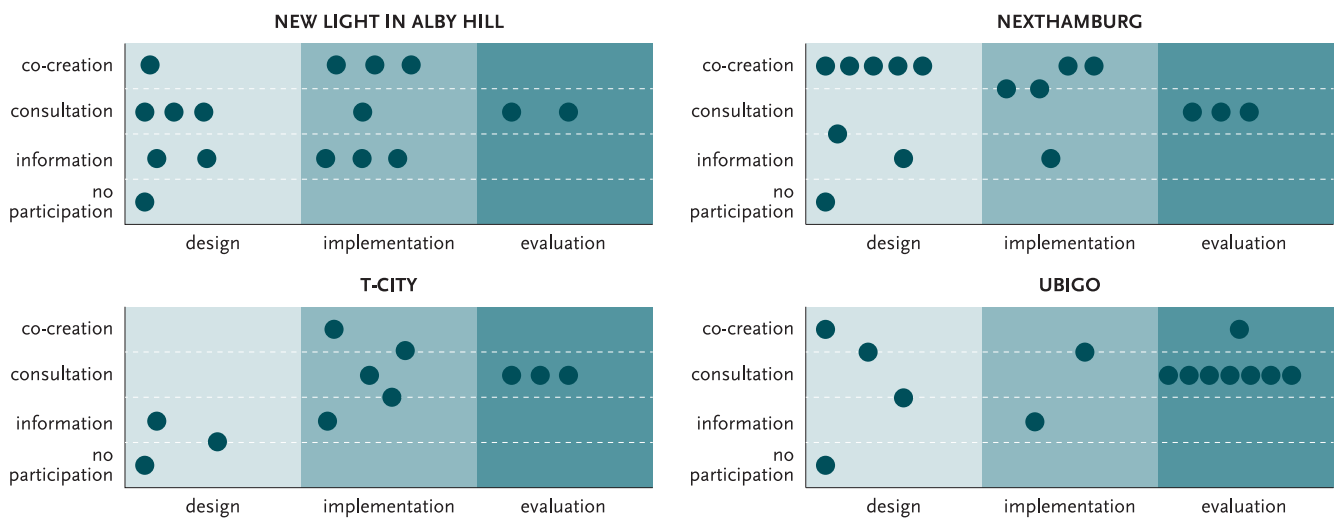 NEW LIGHT IN ALBY HILL
co-creation
consultation
information
no
participation
design
implementation
evaluation
NEXTHAMBURG
co-creation
consultation
information
no
participation
design
implementation
evaluation
T-CITY
co-creation
consultation
information
no
participation
design
implementation
evaluation
UBIGO
co-creation
consultation
information
no
participation
design
implementation
evaluation